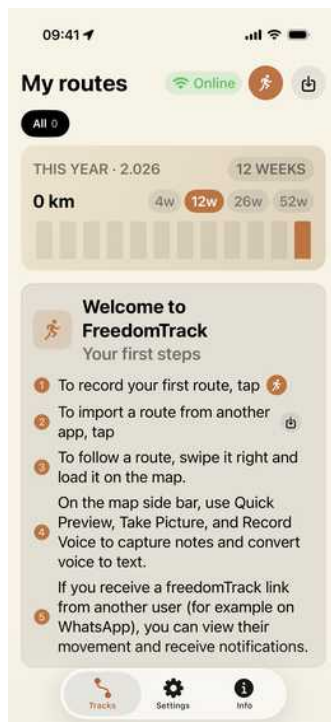 09:41
My routes
Online
All 0
THIS YEAR · 2.026
12 WEEKS
0 km
4w 12w 26w 52w
Welcome to
FreedomTrack
Your first steps
1 To record your first route, tap
2 To import a route from another
app, tap
3 To follow a route, swipe it right and
load it on the map.
4 On the map side bar, use Quick
Preview, Take Picture, and Record
Voice to capture notes and convert
voice to text.
5 If you receive a freedomTrack link
from another user (for example on
WhatsApp), you can view their
movement and receive notifications.
Tracks
Settings
Info